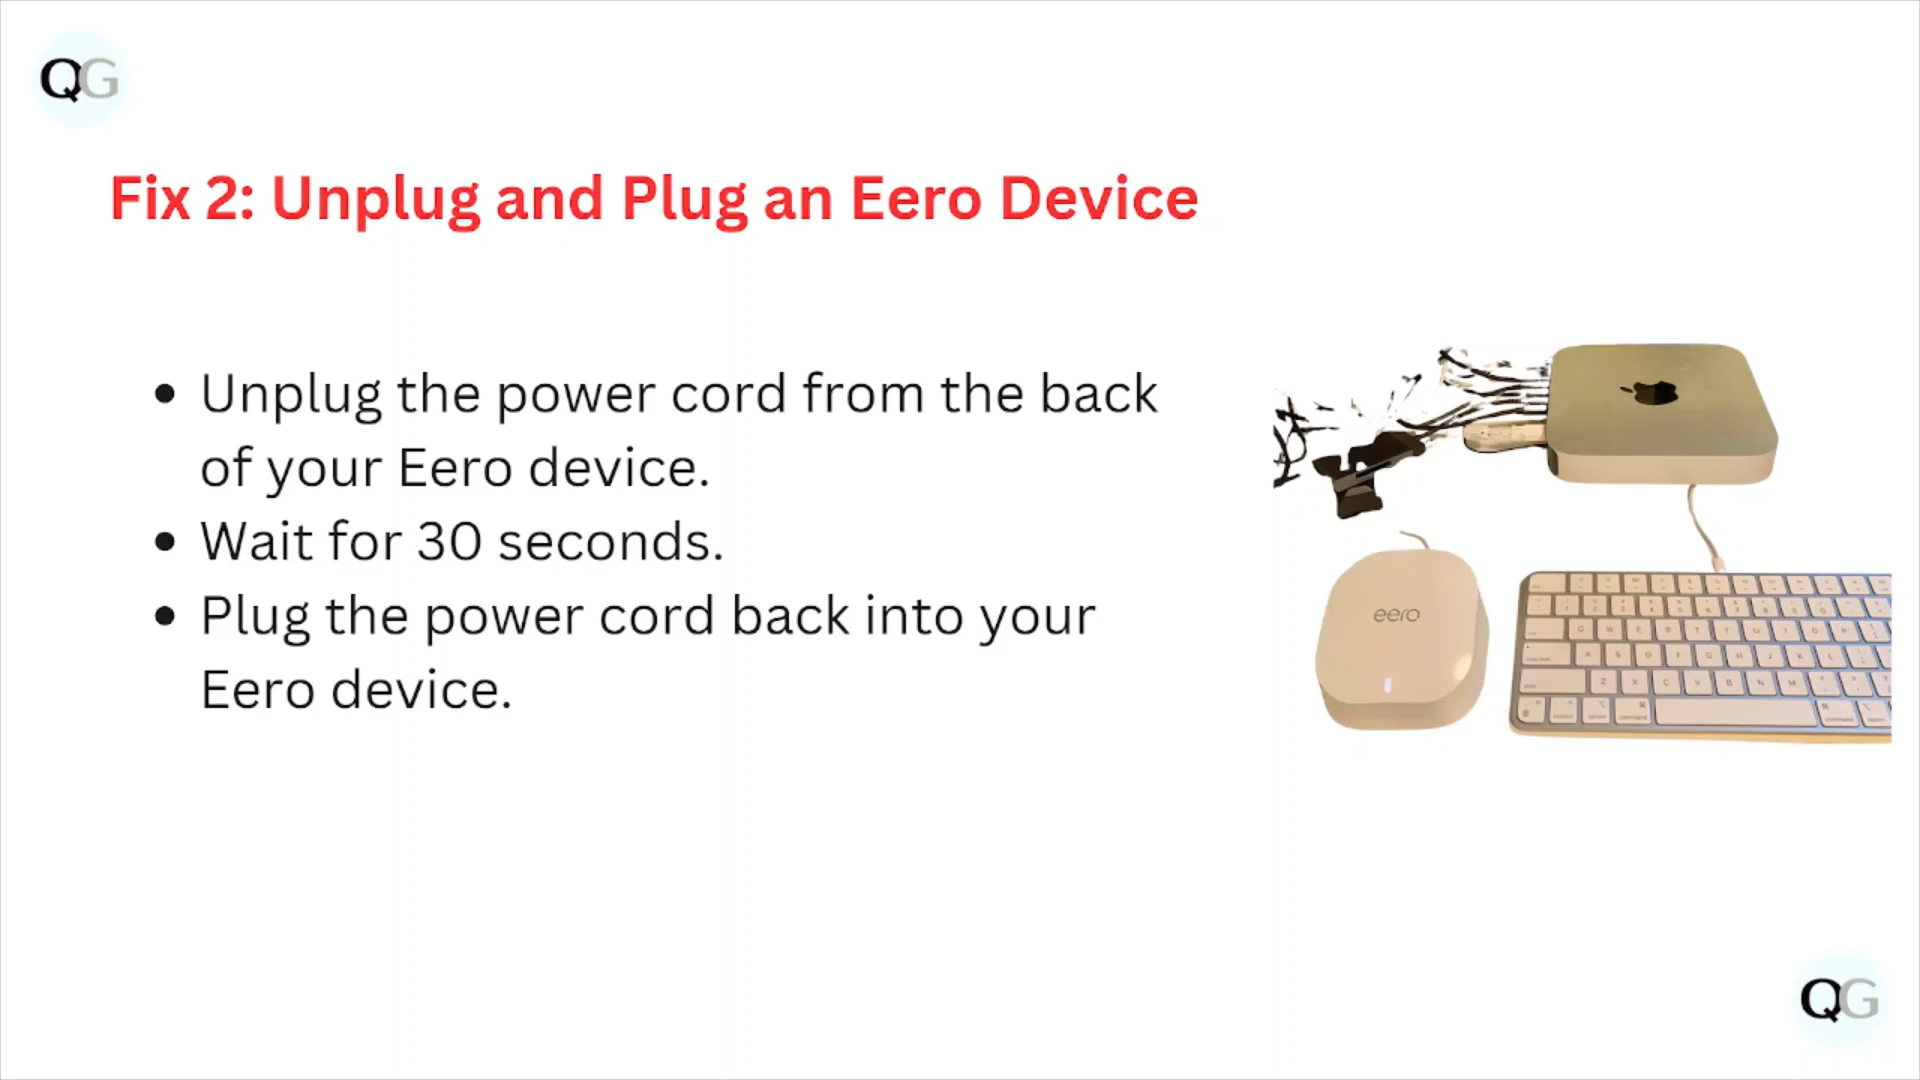 QG
Fix 2: Unplug and Plug an Eero Device
• Unplug the power cord from the back
of your Eero device.
• Wait for 30 seconds.
• Plug the power cord back into your
Eero device.
eero
QG